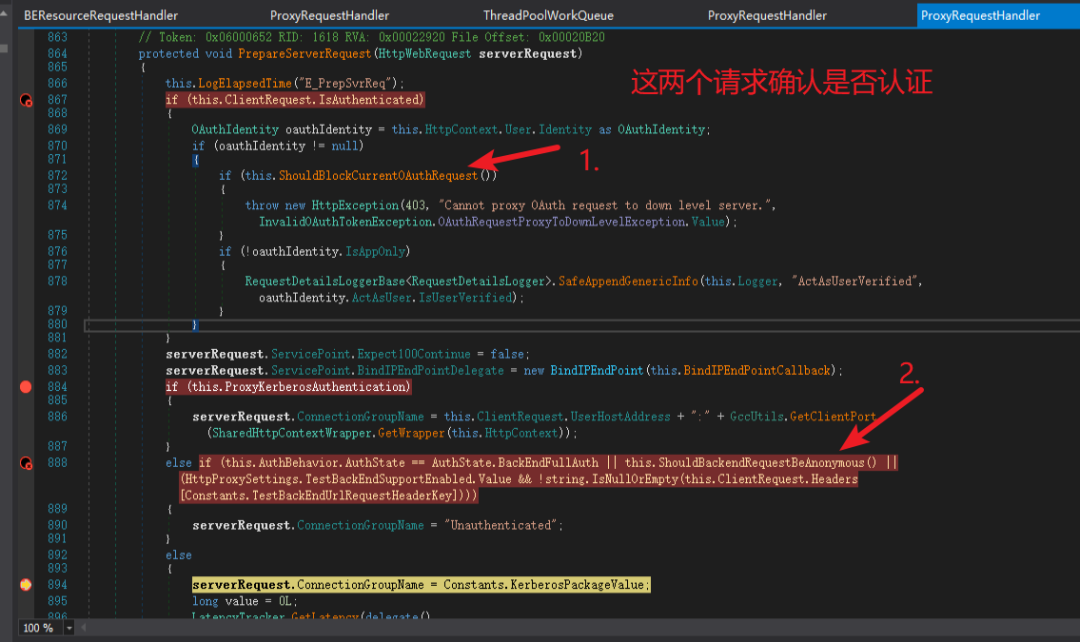 BEResourceRequestHandler ProxyRequestHandler ThreadPoolWorkQueue ProxyRequestHandler ProxyRequestHandler
863 // Token: 0x06000652 RID: 1618 RVA: 0x00022920 File Offset: 0x00020B20
864 protected void PrepareServerRequest(HttpWebRequest serverRequest)
865 {
866 this.LogElapsedTime("E_PrepSvrReq");
这两个请求确认是否认证
867 if (this.ClientRequest.IsAuthenticated)
868 {
869 OAuthIdentity oauthIdentity = this.HttpContext.User.Identity as OAuthIdentity;
870 if (oauthIdentity != null)
871 {
1.
872 if (this.ShouldBlockCurrentOAuthRequest())
873 {
874 throw new HttpException(403, "Cannot proxy OAuth request to down level server.",
InvalidOAuthTokenException.OAuthRequestProxyToDownLevelException.Value);
875 }
876 if (!oauthIdentity.IsAppOnly)
877 {
878 RequestDetailsLoggerBase<RequestDetailsLogger>.SafeAppendGenericInfo(this.Logger, "ActAsUserVerified",
oauthIdentity.ActAsUser.IsUserVerified);
879 }
880 }
881 }
882 serverRequest.ServicePoint.Expect100Continue = false;
883 serverRequest.ServicePoint.BindIPEndPointDelegate = new BindIPEndPoint(this.BindIPEndPointCallback);
2.
884 if (this.ProxyKerberosAuthentication)
885 {
886 serverRequest.ConnectionGroupName = this.ClientRequest.UserHostAddress + ":" + GccUtils.GetClientPort
(SharedHttpContextWrapper.GetWrapper(this.HttpContext));
887 }
888 else if (this.AuthBehavior.AuthState == AuthState.BackEndFullAuth || this.ShouldBackendRequestBeAnonymous() ||
(HttpProxySettings.TestBackEndSupportEnabled.Value && !string.IsNullOrEmpty(this.ClientRequest.Headers
[Constants.TestBackEndUrlRequestHeaderKey])))
889 {
890 serverRequest.ConnectionGroupName = "Unauthenticated";
891 }
892 else
893 {
894 serverRequest.ConnectionGroupName = Constants.KerberosPackageValue;
895 long value = 0L;
896 LatencyTracker.GetLatency(delegate()
100 %